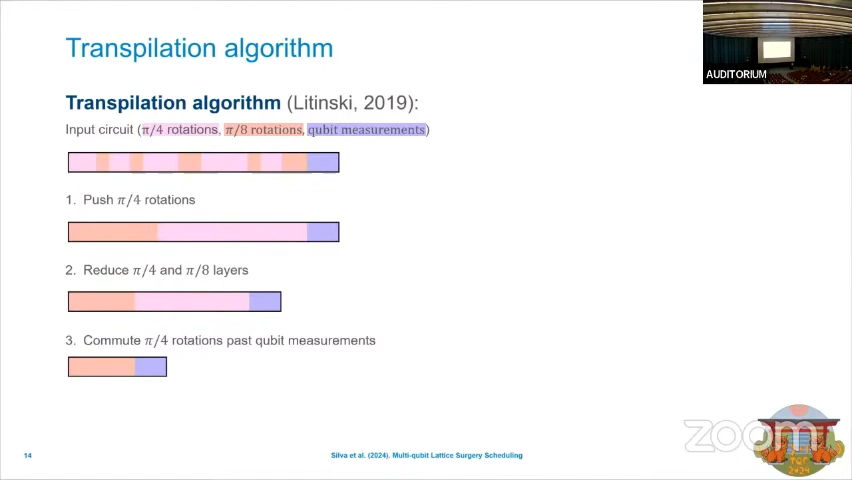 Transpilation algorithm
AUDITORIUM
Transpilation algorithm (Litinski, 2019):
Input circuit (π/4 rotations, π/8 rotations, qubit measurements)
1. Push π/4 rotations
2. Reduce π/4 and π/8 layers
3. Commute π/4 rotations past qubit measurements
zoom
TQC
2024
14
Silva et al. (2024). Multi-qubit Lattice Surgery Scheduling